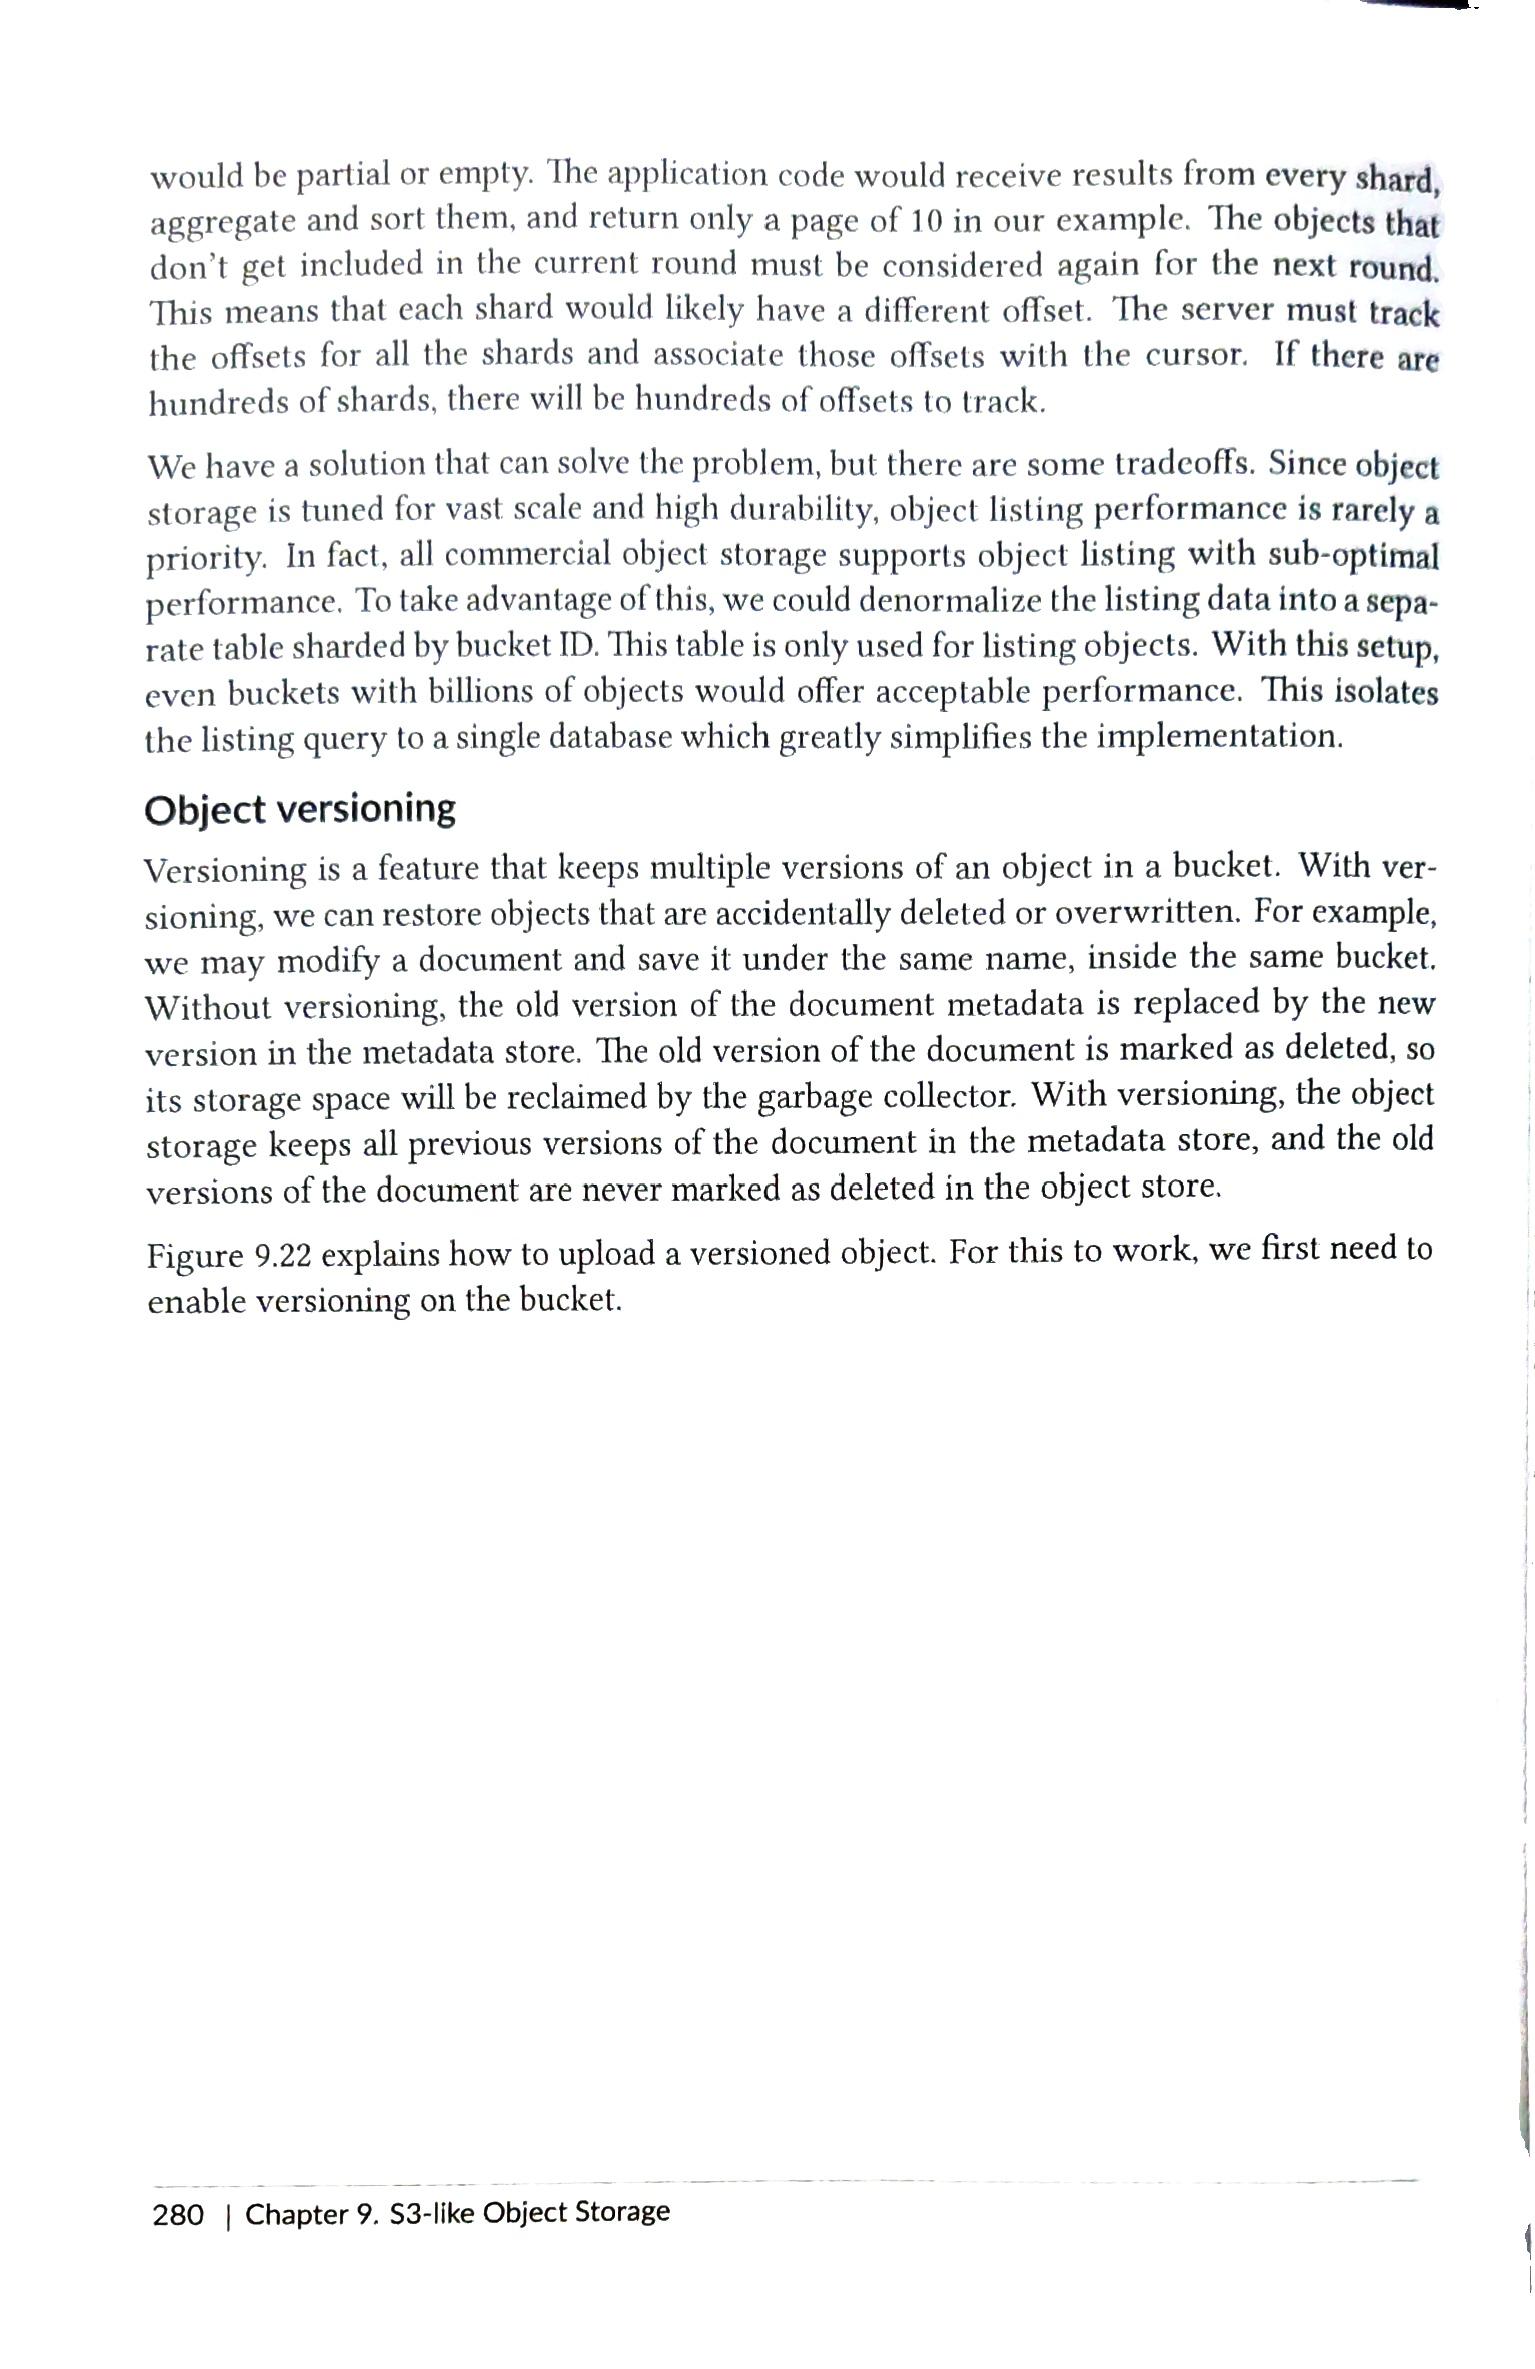 would be partial or empty. The application code would receive results from every shard,
aggregate and sort them, and return only a page of 10 in our example. The objects that
don't get included in the current round must be considered again for the next round.
This means that each shard would likely have a different offset. The server must track
the offsets for all the shards and associate those offsets with the cursor. If there are
hundreds of shards, there will be hundreds of offsets to track.
We have a solution that can solve the problem, but there are some tradeoffs. Since object
storage is tuned for vast scale and high durability, object listing performance is rarely a
priority. In fact, all commercial object storage supports object listing with sub-optimal
performance. To take advantage of this, we could denormalize the listing data into a sepa-
rate table sharded by bucket ID. This table is only used for listing objects. With this setup,
even buckets with billions of objects would offer acceptable performance. This isolates
the listing query to a single database which greatly simplifies the implementation.
Object versioning
Versioning is a feature that keeps multiple versions of an object in a bucket. With ver-
sioning, we can restore objects that are accidentally deleted or overwritten. For example,
we may modify a document and save it under the same name, inside the same bucket.
Without versioning, the old version of the document metadata is replaced by the new
version in the metadata store. The old version of the document is marked as deleted, so
its storage space will be reclaimed by the garbage collector. With versioning, the object
storage keeps all previous versions of the document in the metadata store, and the old
versions of the document are never marked as deleted in the object store.
Figure 9.22 explains how to upload a versioned object. For this to work, we first need to
enable versioning on the bucket.
280 | Chapter 9. S3-like Object Storage